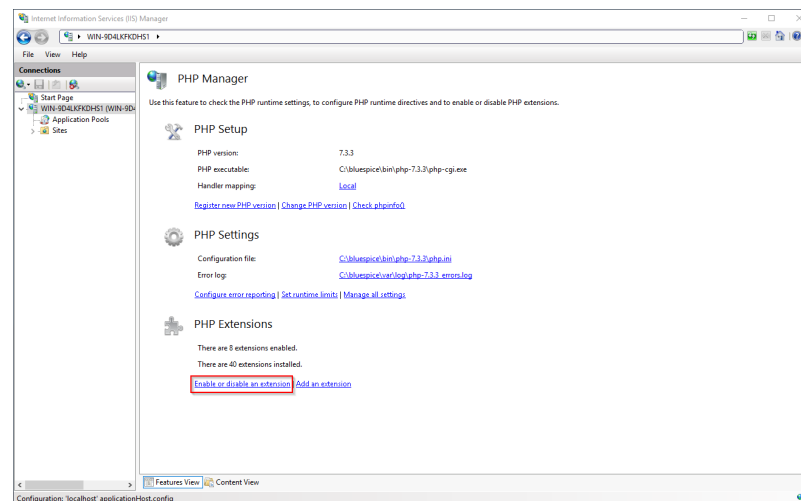 Internet Information Services (IIS) Manager
WIN-9D4LKFKDHS1
File View Help
Connections
Start Page
WIN-9D4LKFKDHS1 (WIN-9D4
Application Pools
Sites
PHP Manager
Use this feature to check the PHP runtime settings, to configure PHP runtime directives and to enable or disable PHP extensions.
PHP Setup
PHP version: 7.3.3
PHP executable: C:\bluespice\bin\php-7.3.3\php-cgi.exe
Handler mapping: Local
Register new PHP version | Change PHP version | Check phpinfo()
PHP Settings
Configuration file: C:\bluespice\bin\php-7.3.3\php.ini
Error log: C:\bluespice\var\log\php-7.3.3_errors.log
Configure error reporting | Set runtime limits | Manage all settings
PHP Extensions
There are 8 extensions enabled.
There are 40 extensions installed.
Enable or disable an extension Add an extension
Features View Content View
Configuration: 'localhost' applicationHost.config